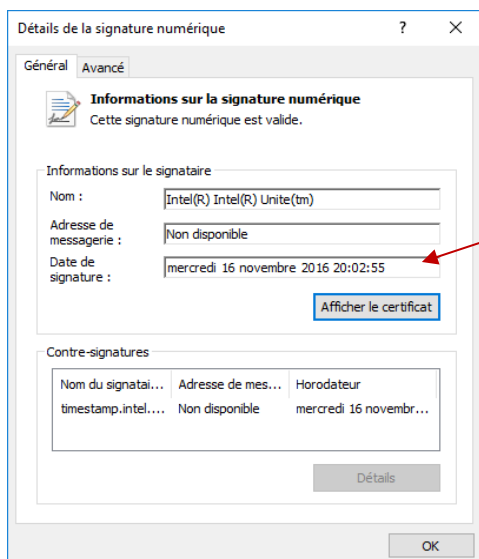 Détails de la signature numérique
Général Avancé
Informations sur la signature numérique
Cette signature numérique est valide.
Informations sur le signataire
Nom : Intel(R) Intel(R) Unite(tm)
Adresse de messagerie : Non disponible
Date de signature : mercredi 16 novembre 2016 20:02:55
Afficher le certificat
Contre-signatures
Nom du signatai... Adresse de mes... Horodateur
timestamp.intel.... Non disponible mercredi 16 novembr...
Détails
OK